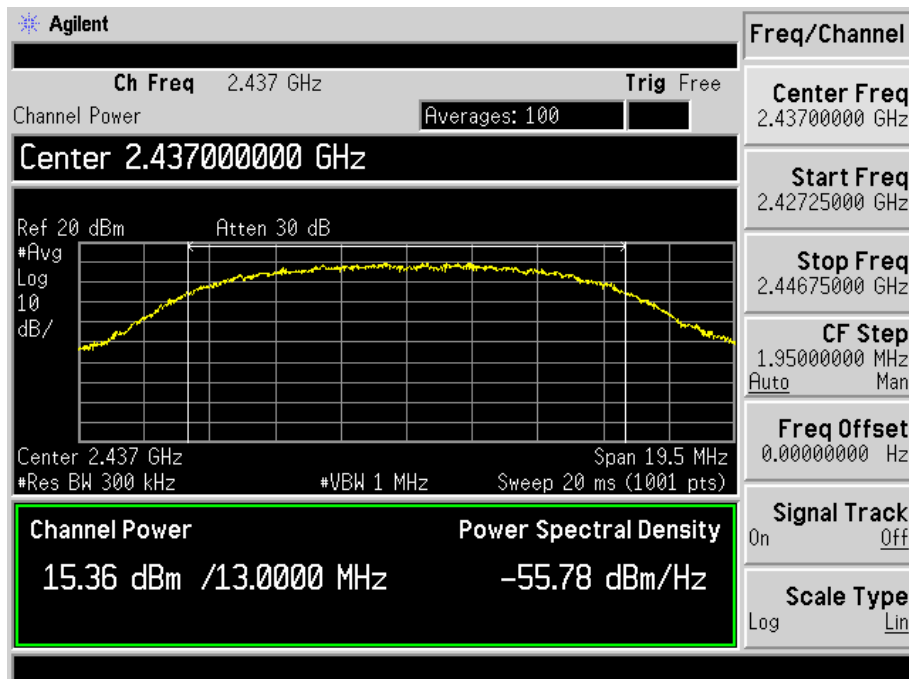 Agilent
Freq/Channel
Ch Freq 2.437 GHz Trig Free
Channel Power Averages: 100
Center 2.437000000 GHz
Ref 20 dBm Atten 30 dB
#Avg
Log
10
dB/
Center 2.437 GHz Span 19.5 MHz
#Res BW 300 kHz #VBW 1 MHz Sweep 20 ms (1001 pts)
Channel Power Power Spectral Density
15.36 dBm /13.0000 MHz -55.78 dBm/Hz
Center Freq
2.43700000 GHz
Start Freq
2.42725000 GHz
Stop Freq
2.44675000 GHz
CF Step
1.95000000 MHz
Auto Man
Freq Offset
0.00000000 Hz
Signal Track
On Off
Scale Type
Log Lin